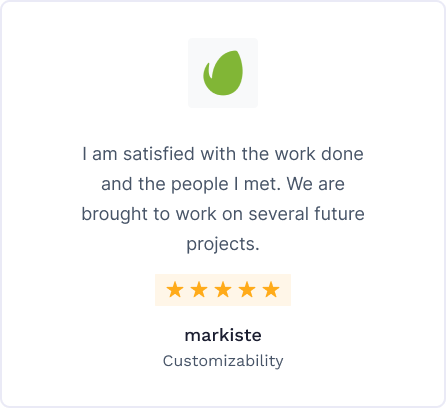 I am satisfied with the work done
and the people I met. We are
brought to work on several future
projects.
markiste
Customizability